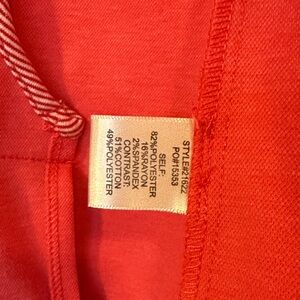 STYLE#21622
PO#15353
SELF:
82%POLYESTER
16%RAYON
2%SPANDEX
CONTRAST:
51%COTTON
49%POLYESTER